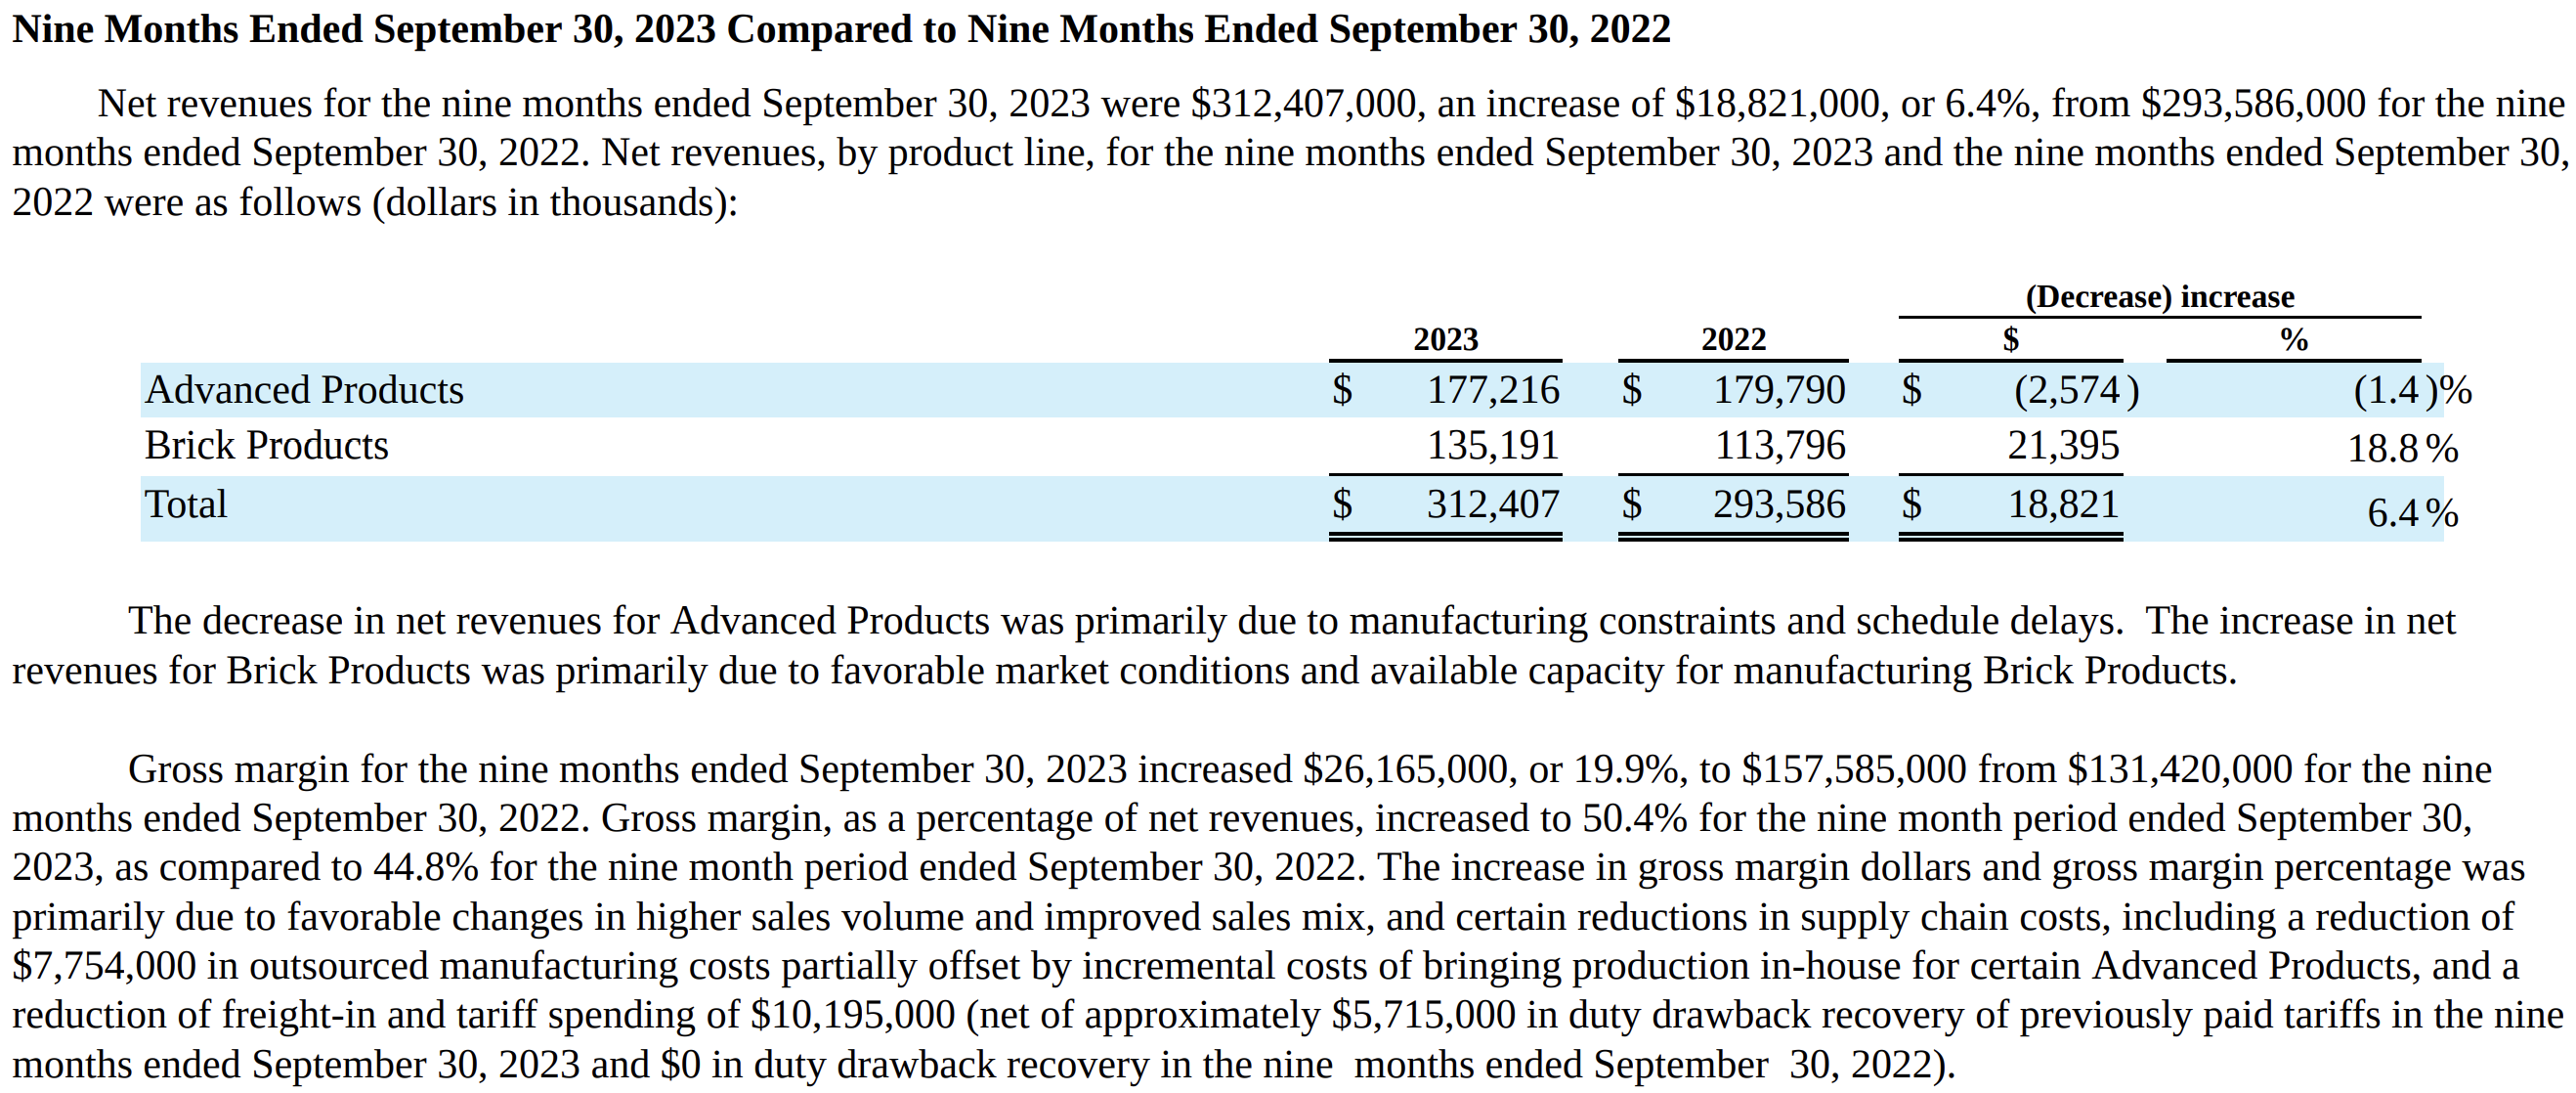 Nine Months Ended September 30, 2023 Compared to Nine Months Ended September 30, 2022
Net revenues for the nine months ended September 30, 2023 were $312,407,000, an increase of $18,821,000, or 6.4%, from $293,586,000 for the nine
months ended September 30, 2022. Net revenues, by product line, for the nine months ended September 30, 2023 and the nine months ended September 30,
2022 were as follows (dollars in thousands):
(Decrease) increase
2023 2022 $ %
Advanced Products $ 177,216 $ 179,790 $ (2,574 ) (1.4 )%
Brick Products 135,191 113,796 21,395 18.8 %
Total $ 312,407 $ 293,586 $ 18,821 6.4 %
The decrease in net revenues for Advanced Products was primarily due to manufacturing constraints and schedule delays.  The increase in net
revenues for Brick Products was primarily due to favorable market conditions and available capacity for manufacturing Brick Products.
Gross margin for the nine months ended September 30, 2023 increased $26,165,000, or 19.9%, to $157,585,000 from $131,420,000 for the nine
months ended September 30, 2022. Gross margin, as a percentage of net revenues, increased to 50.4% for the nine month period ended September 30,
2023, as compared to 44.8% for the nine month period ended September 30, 2022. The increase in gross margin dollars and gross margin percentage was
primarily due to favorable changes in higher sales volume and improved sales mix, and certain reductions in supply chain costs, including a reduction of
$7,754,000 in outsourced manufacturing costs partially offset by incremental costs of bringing production in-house for certain Advanced Products, and a
reduction of freight-in and tariff spending of $10,195,000 (net of approximately $5,715,000 in duty drawback recovery of previously paid tariffs in the nine
months ended September 30, 2023 and $0 in duty drawback recovery in the nine  months ended September  30, 2022).